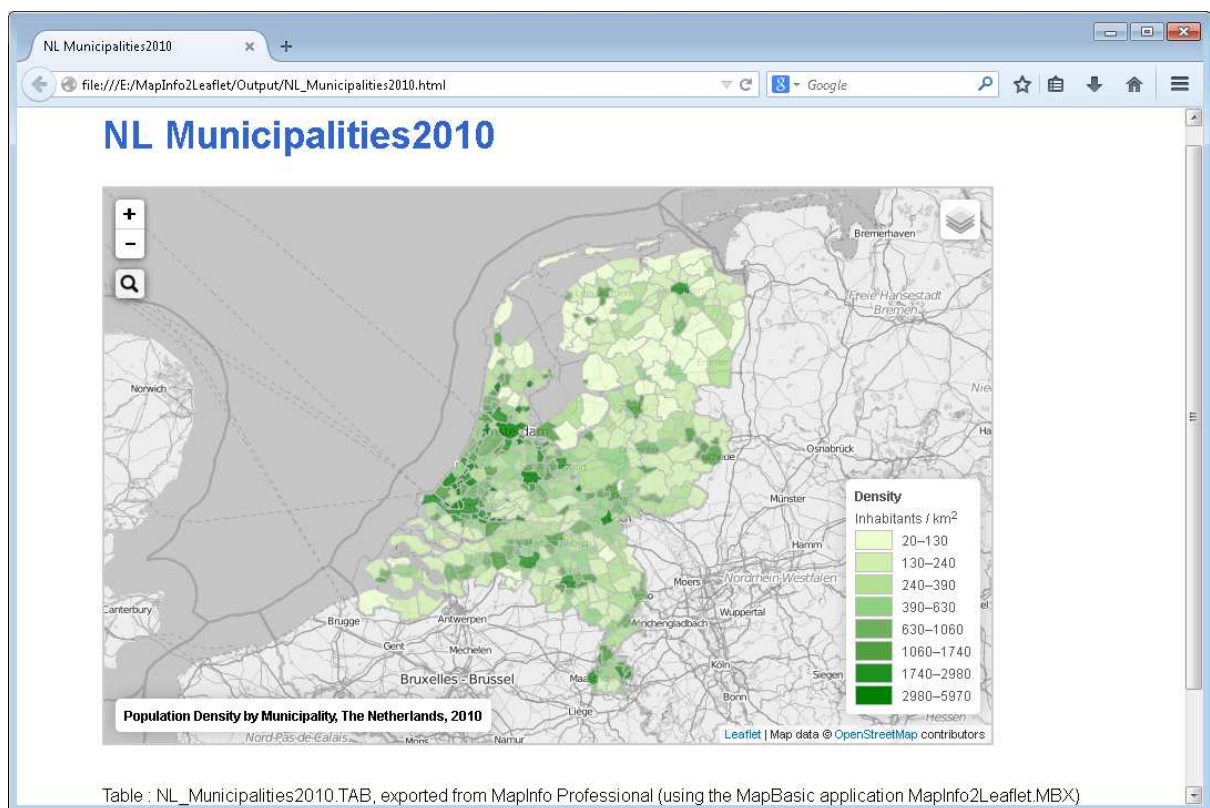 NL Municipalities2010
file:///E:/MapInfo2Leaflet/Output/NL_Municipalities2010.html
Google
NL Municipalities2010
+
–
Bremerhaven
Freie Hansestadt
Bremen
Norwich
Amsterdam
Osnabrück
Münster
Hamm
Moers
Nordrhein-Westfalen
Canterbury
Brugge
Antwerpen
Wuppertal
Mönchengladbach
Gent
Mechelen
Köln
Siegen
Bruxelles - Brussel
Bonn
Liège
Hessen
Nord-Pas-de-Calais
Mons
Namur
Density
Inhabitants / km2
20–130
130–240
240–390
390–630
630–1060
1060–1740
1740–2980
2980–5970
Population Density by Municipality, The Netherlands, 2010
Leaflet | Map data © OpenStreetMap contributors
Table : NL_Municipalities2010.TAB, exported from MapInfo Professional (using the MapBasic application MapInfo2Leaflet.MBX)